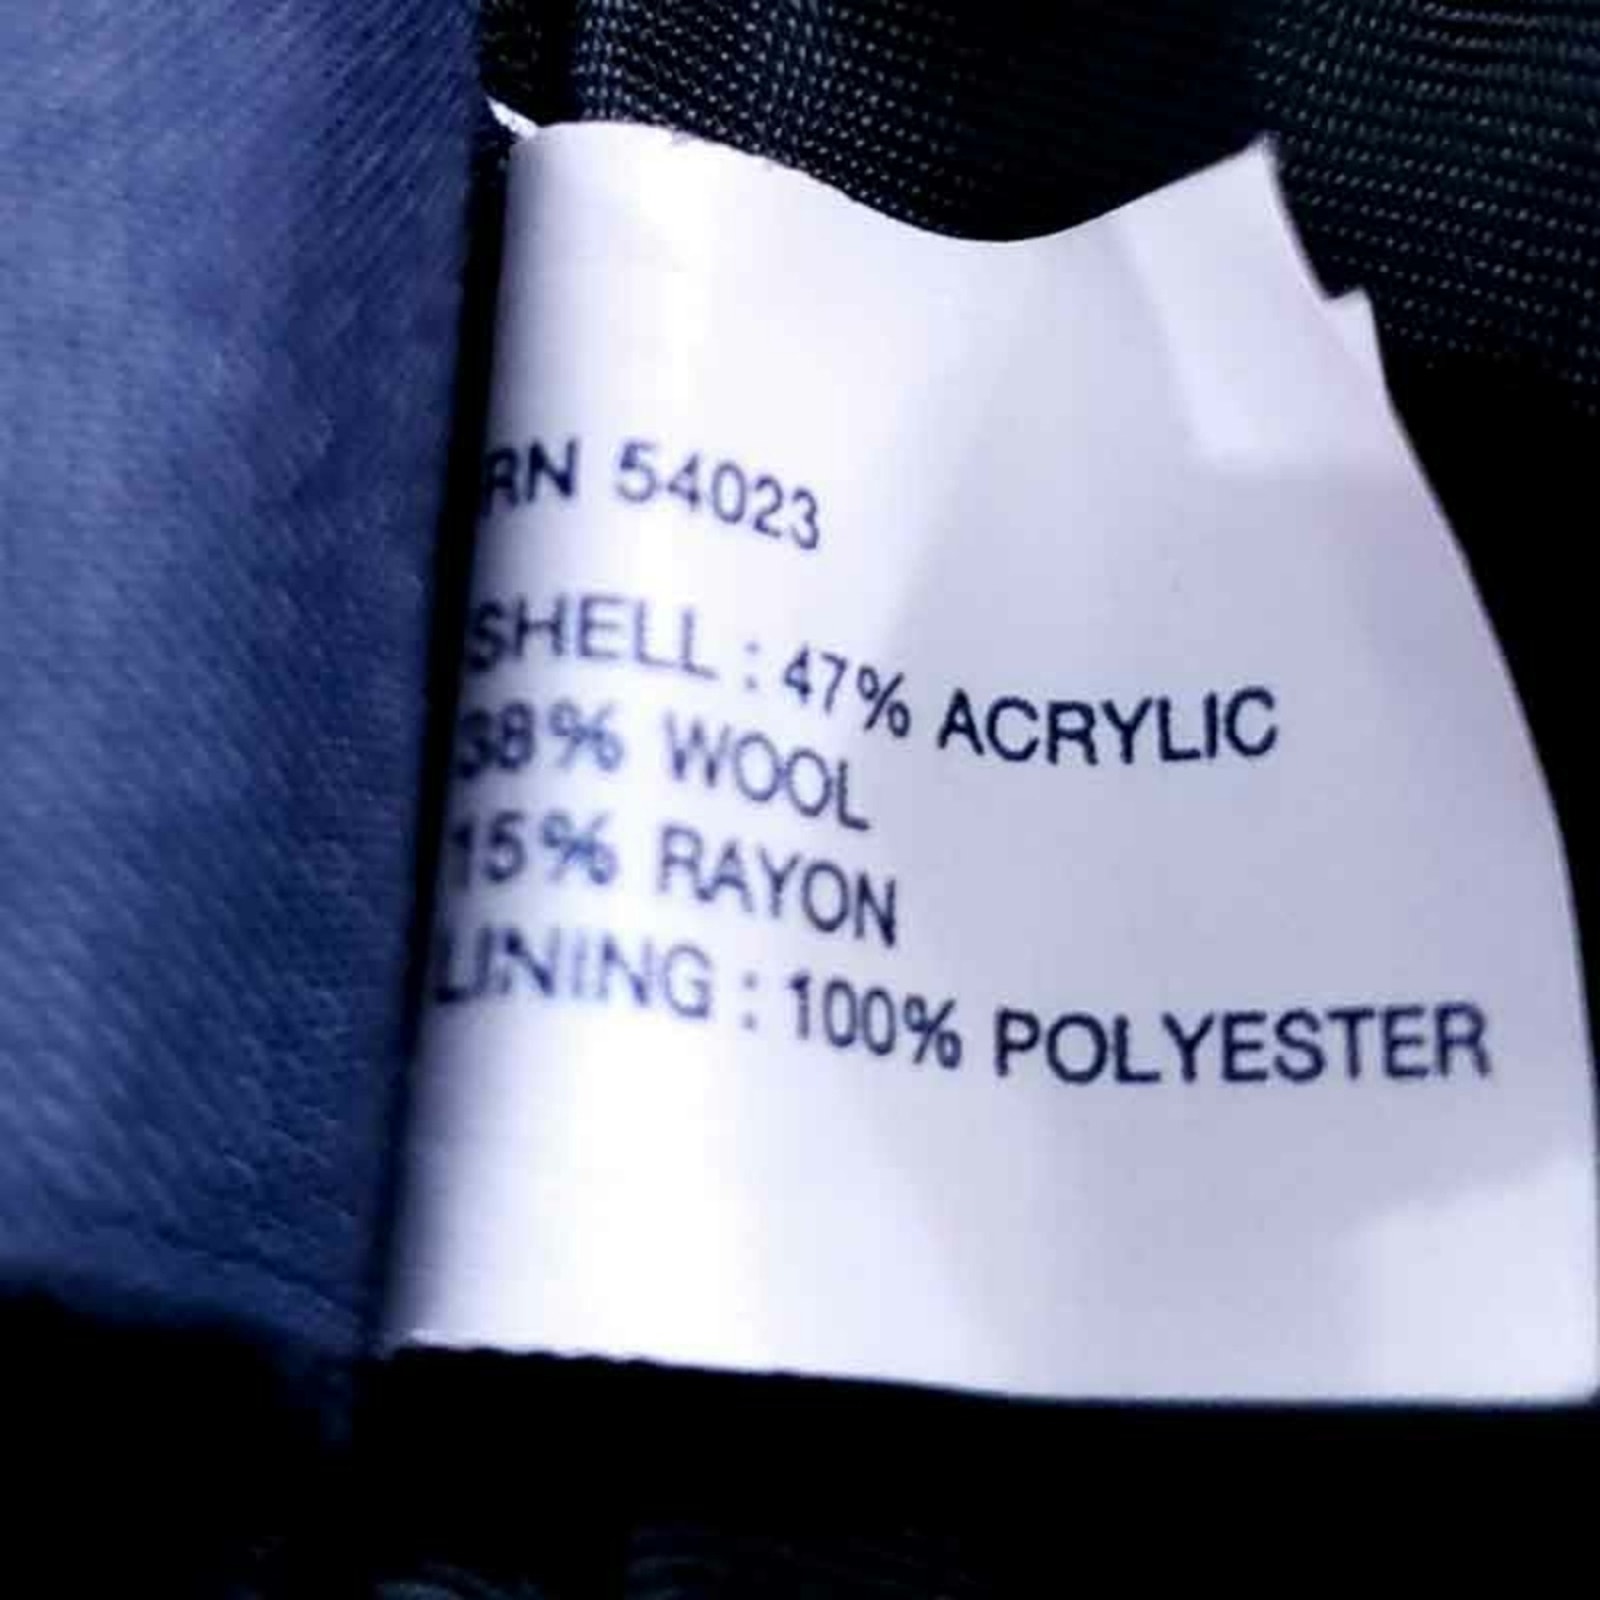 RN 54023
SHELL : 47% ACRYLIC
38% WOOL
15% RAYON
LINING : 100% POLYESTER